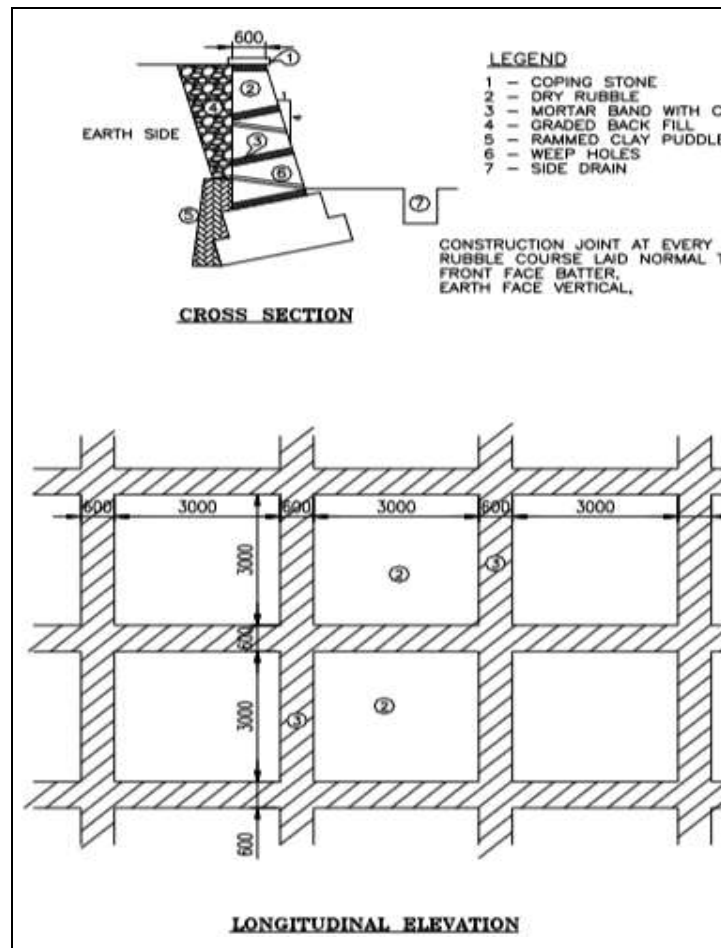 600
1
LEGEND
1 - COPING STONE
2 - DRY RUBBLE
3 - MORTAR BAND WITH C
4 - GRADED BACK FILL
5 - RAMMED CLAY PUDDLE
6 - WEEP HOLES
7 - SIDE DRAIN
2
4
EARTH SIDE
3
4
6
5
7
CONSTRUCTION JOINT AT EVERY
RUBBLE COURSE LAID NORMAL T
FRONT FACE BATTER,
EARTH FACE VERTICAL,
CROSS SECTION
600 3000 600 3000 600 3000
3000
2
3
600
3000
2
3
600
LONGITUDINAL ELEVATION